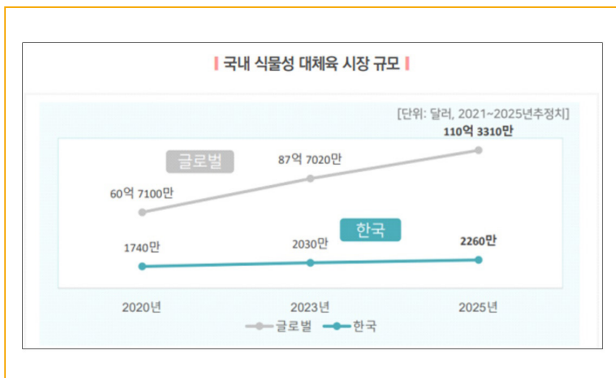 국내 식물성 대체육 시장 규모
[단위: 달러, 2021~2025년추정치]
110억 3310만
글로벌
87억 7020만
60억 7100만
한국
1740만
2030만
2260만
2020년
2023년
2025년
글로벌
한국